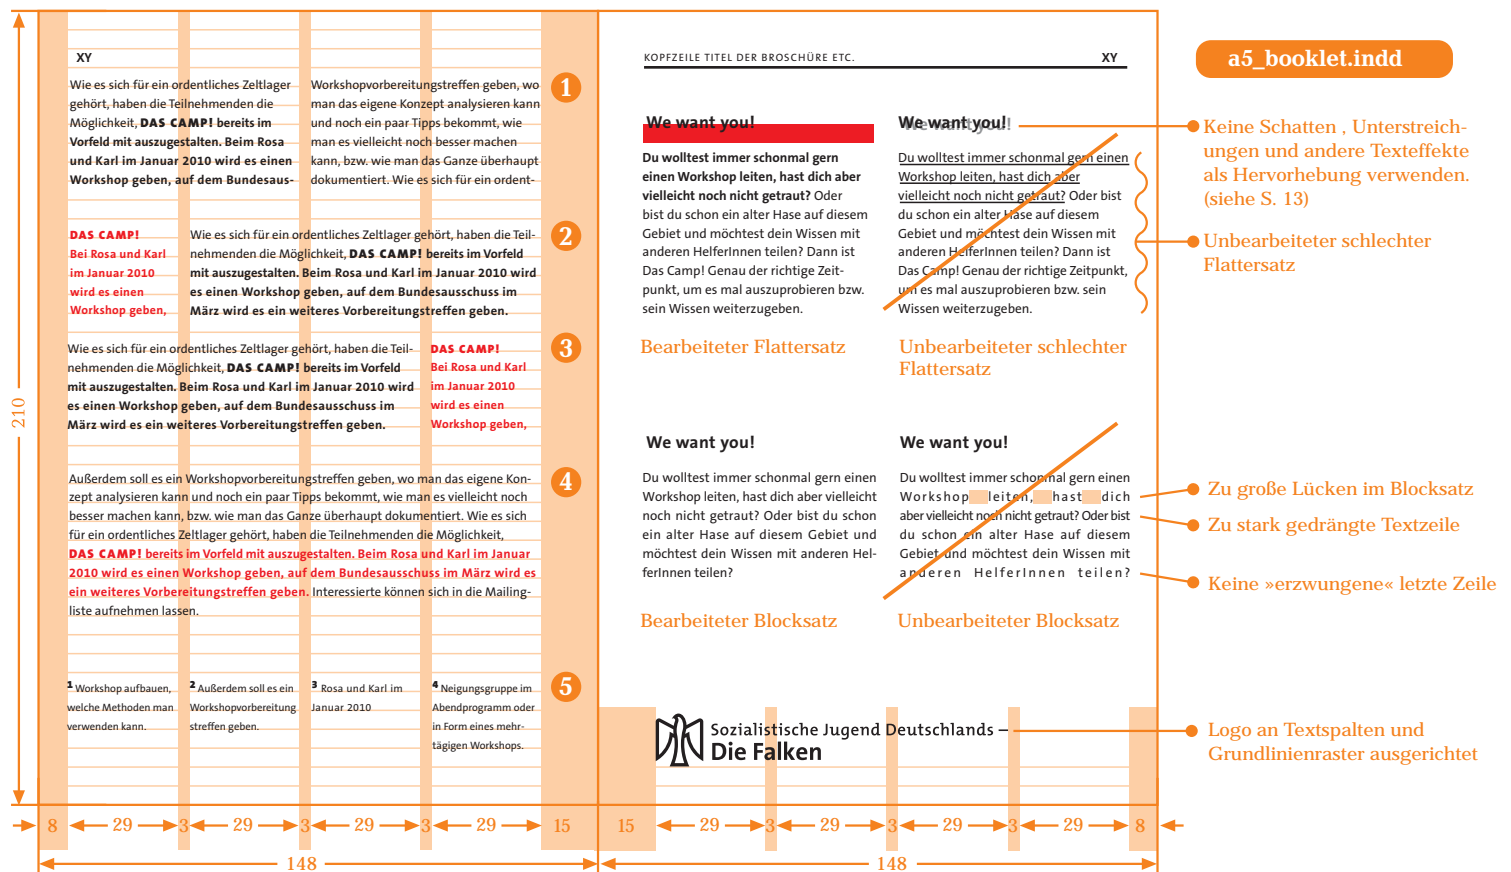 XY
Wie es sich für ein ordentliches Zeltlager
gehört, haben die Teilnehmenden die
Möglichkeit, DAS CAMP! bereits im
Vorfeld mit auszugestalten. Beim Rosa
und Karl im Januar 2010 wird es einen
Workshop geben, auf dem Bundesaus-
Workshopvorbereitungstreffen geben, wo
man das eigene Konzept analysieren kann
und noch ein paar Tipps bekommt, wie
man es vielleicht noch besser machen
kann, bzw. wie man das Ganze überhaupt
dokumentiert. Wie es sich für ein ordent-
1
DAS CAMP!
Bei Rosa und Karl
im Januar 2010
wird es einen
Workshop geben,
Wie es sich für ein ordentliches Zeltlager gehört, haben die Teil-
nehmenden die Möglichkeit, DAS CAMP! bereits im Vorfeld
mit auszugestalten. Beim Rosa und Karl im Januar 2010 wird
es einen Workshop geben, auf dem Bundesausschuss im
März wird es ein weiteres Vorbereitungstreffen geben.
2
Wie es sich für ein ordentliches Zeltlager gehört, haben die Teil-
nehmenden die Möglichkeit, DAS CAMP! bereits im Vorfeld
mit auszugestalten. Beim Rosa und Karl im Januar 2010 wird
es einen Workshop geben, auf dem Bundesausschuss im
März wird es ein weiteres Vorbereitungstreffen geben.
DAS CAMP!
Bei Rosa und Karl
im Januar 2010
wird es einen
Workshop geben,
3
Außerdem soll es ein Workshopvorbereitungstreffen geben, wo man das eigene Kon-
zept analysieren kann und noch ein paar Tipps bekommt, wie man es vielleicht noch
besser machen kann, bzw. wie man das Ganze überhaupt dokumentiert. Wie es sich
für ein ordentliches Zeltlager gehört, haben die Teilnehmenden die Möglichkeit,
DAS CAMP! bereits im Vorfeld mit auszugestalten. Beim Rosa und Karl im Januar
2010 wird es einen Workshop geben, auf dem Bundesausschuss im März wird es
ein weiteres Vorbereitungstreffen geben. Interessierte können sich in die Mailing-
liste aufnehmen lassen.
4
1 Workshop aufbauen,
welche Methoden man
verwenden kann.
2 Außerdem soll es ein
Workshopvorbereitung
streffen geben.
3 Rosa und Karl im
Januar 2010
4 Neigungsgruppe im
Abendprogramm oder
in Form eines mehr-
tägigen Workshops.
5
210
8 29 3 29 3 29 3 29 15
148
KOPFZEILE TITEL DER BROSCHÜRE ETC. XY
We want you!
Du wolltest immer schonmal gern
einen Workshop leiten, hast dich aber
vielleicht noch nicht getraut? Oder
bist du schon ein alter Hase auf diesem
Gebiet und möchtest dein Wissen mit
anderen HelferInnen teilen? Dann ist
Das Camp! Genau der richtige Zeit-
punkt, um es mal auszuprobieren bzw.
sein Wissen weiterzugeben.
Bearbeiteter Flattersatz
We want you!
Du wolltest immer schonmal gern einen
Workshop leiten, hast dich aber
vielleicht noch nicht getraut? Oder bist
du schon ein alter Hase auf diesem
Gebiet und möchtest dein Wissen mit
anderen HelferInnen teilen? Dann ist
Das Camp! Genau der richtige Zeitpunkt,
um es mal auszuprobieren bzw. sein
Wissen weiterzugeben.
Unbearbeiteter schlechter
Flattersatz
We want you!
Du wolltest immer schonmal gern einen
Workshop leiten, hast dich aber vielleicht
noch nicht getraut? Oder bist du schon
ein alter Hase auf diesem Gebiet und
möchtest dein Wissen mit anderen Hel-
ferInnen teilen?
Bearbeiteter Blocksatz
We want you!
Du wolltest immer schonmal gern einen
Workshop leiten, hast dich
aber vielleicht noch nicht getraut? Oder bist
du schon ein alter Hase auf diesem
Gebiet und möchtest dein Wissen mit
anderen HelferInnen teilen?
Unbearbeiteter Blocksatz
Sozialistische Jugend Deutschlands –
Die Falken
15 29 3 29 3 29 3 29 8
148
a5_booklet.indd
Keine Schatten , Unterstreich-
ungen und andere Texteffekte
als Hervorhebung verwenden.
(siehe S. 13)
Unbearbeiteter schlechter
Flattersatz
Zu große Lücken im Blocksatz
Zu stark gedrängte Textzeile
Keine »erzwungene« letzte Zeile
Logo an Textspalten und
Grundlinienraster ausgerichtet